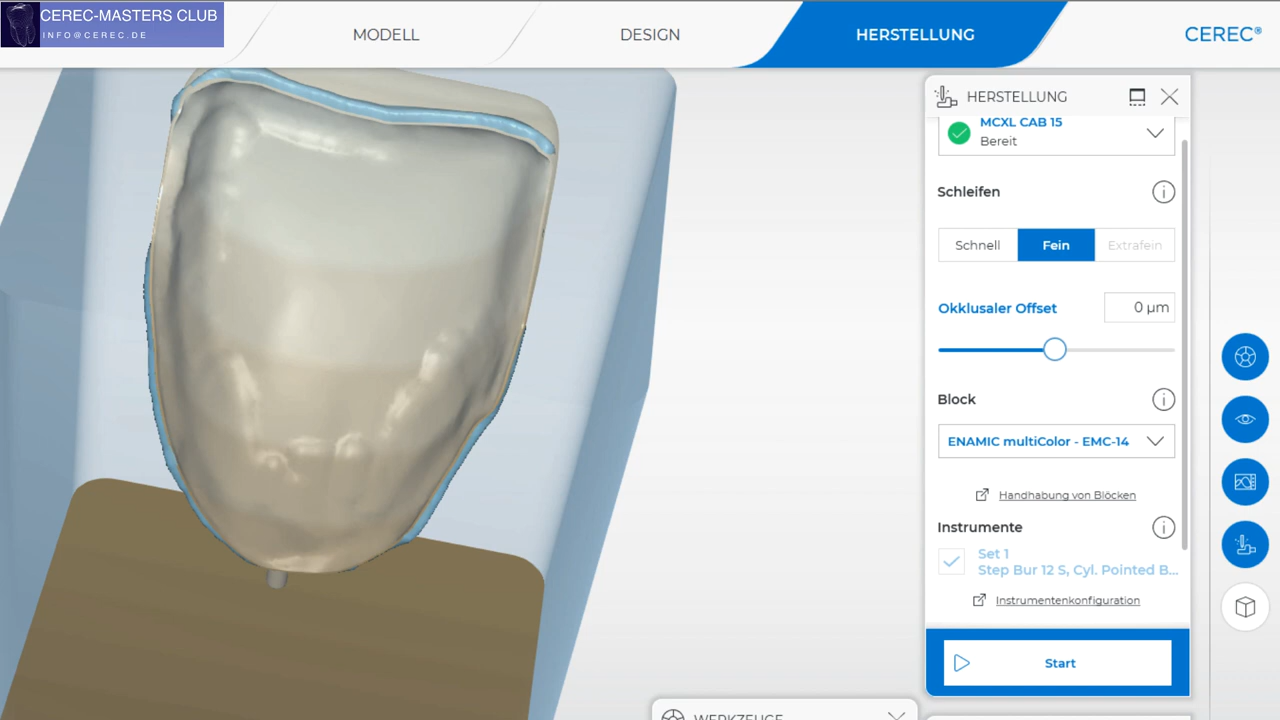 CEREC-MASTERS CLUB
INFO@CEREC.DE
MODELL
DESIGN
HERSTELLUNG
CEREC®
HERSTELLUNG
MCXL CAB 15
Bereit
Schleifen
Schnell
Fein
Extrafein
Okklusaler Offset
0 µm
Block
ENAMIC multiColor - EMC-14
Handhabung von Blöcken
Instrumente
Set 1
Step Bur 12 S, Cyl. Pointed B...
Instrumentenkonfiguration
Start
WERKZEUGE